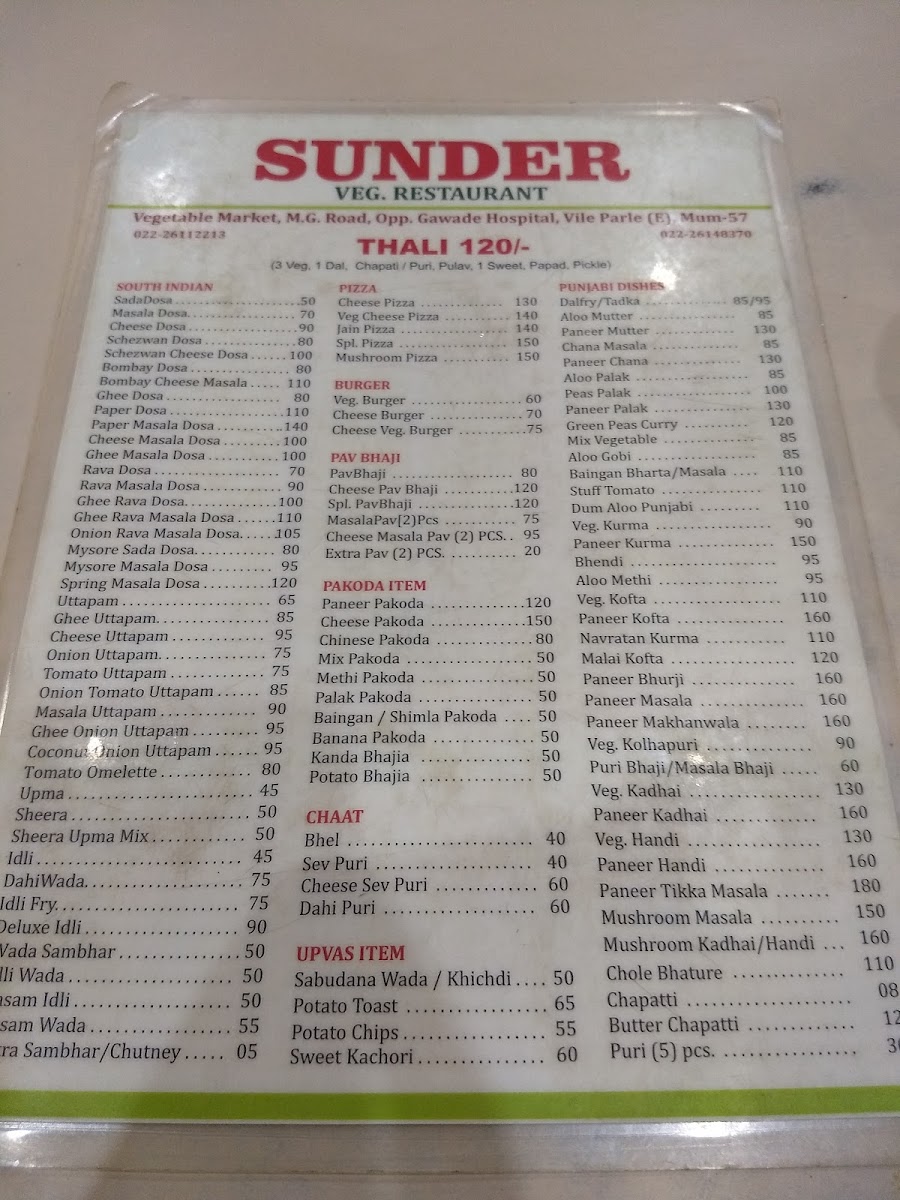 SUNDER
VEG. RESTAURANT
Vegetable Market, M.G. Road, Opp. Gawade Hospital, Vile Parle (E), Mum-57
022-26112213
022-26148370
THALI 120/-
(3 Veg, 1 Dal, Chapati / Puri, Pulav, 1 Sweet, Papad, Pickle)
SOUTH INDIAN
SadaDosa 50
Masala Dosa 70
Cheese Dosa 90
Schezwan Dosa 80
Schezwan Cheese Dosa 100
Bombay Dosa 80
Bombay Cheese Masala 110
Ghee Dosa 80
Paper Dosa 110
Paper Masala Dosa 140
Cheese Masala Dosa 100
Ghee Masala Dosa 100
Rava Dosa 70
Rava Masala Dosa 90
Ghee Rava Dosa 100
Ghee Rava Masala Dosa 110
Onion Rava Masala Dosa 105
Mysore Sada Dosa 80
Mysore Masala Dosa 95
Spring Masala Dosa 120
Uttapam 65
Ghee Uttapam 85
Cheese Uttapam 95
Onion Uttapam 75
Tomato Uttapam 75
Onion Tomato Uttapam 85
Masala Uttapam 90
Ghee Onion Uttapam 95
Coconut Onion Uttapam 95
Tomato Omelette 80
Upma 45
Sheera 50
Sheera Upma Mix 50
Idli 45
DahiWada 75
Idli Fry 75
Deluxe Idli 90
Wada Sambhar 50
Wada 50
Idli 50
Wada 55
Sambhar/Chutney 05
PIZZA
Cheese Pizza 130
Veg Cheese Pizza 140
Jain Pizza 140
Spl. Pizza 150
Mushroom Pizza 150
BURGER
Veg. Burger 60
Cheese Burger 70
Cheese Veg. Burger 75
PAV BHAJI
PavBhaji 80
Cheese Pav Bhaji 120
Spl. PavBhaji 120
MasalaPav[2)Pcs 75
Cheese Masala Pav (2) PCS. 95
Extra Pav (2) PCS. 20
PAKODA ITEM
Paneer Pakoda 120
Cheese Pakoda 150
Chinese Pakoda 80
Mix Pakoda 50
Methi Pakoda 50
Palak Pakoda 50
Baingan / Shimla Pakoda 50
Banana Pakoda 50
Kanda Bhajia 50
Potato Bhajia 50
CHAAT
Bhel 40
Sev Puri 40
Cheese Sev Puri 60
Dahi Puri 60
UPVAS ITEM
Sabudana Wada / Khichdi 50
Potato Toast 65
Potato Chips 55
Sweet Kachori 60
PUNJABI DISHES
Dalfry/Tadka 85/95
Aloo Mutter 85
Paneer Mutter 130
Chana Masala 85
Paneer Chana 130
Aloo Palak 85
Peas Palak 100
Paneer Palak 130
Green Peas Curry 120
Mix Vegetable 85
Aloo Gobi 85
Baingan Bharta/Masala 110
Stuff Tomato 110
Dum Aloo Punjabi 110
Veg. Kurma 90
Paneer Kurma 150
Bhendi 95
Aloo Methi 95
Veg. Kofta 110
Paneer Kofta 160
Navratan Kurma 110
Malai Kofta 120
Paneer Bhurji 160
Paneer Masala 160
Paneer Makhanwala 160
Veg. Kolhapuri 90
Puri Bhaji/Masala Bhaji 60
Veg. Kadhai 130
Paneer Kadhai 160
Veg. Handi 130
Paneer Handi 160
Paneer Tikka Masala 180
Mushroom Masala 150
Mushroom Kadhai/Handi 160
Chole Bhature 110
Chapatti 08
Butter Chapatti 12
Puri (5) pcs.